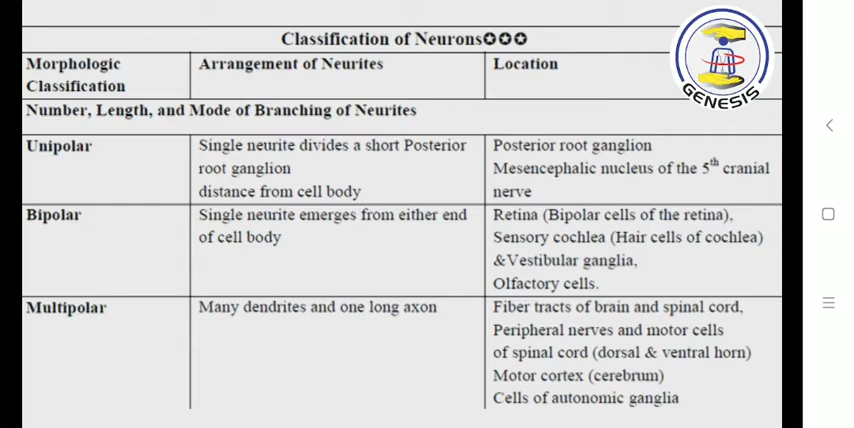 Classification of Neurons✪✪✪
Morphologic Classification
Arrangement of Neurites
Location
Number, Length, and Mode of Branching of Neurites
Unipolar
Single neurite divides a short Posterior
root ganglion
distance from cell body
Posterior root ganglion
Mesencephalic nucleus of the 5th cranial
nerve
Bipolar
Single neurite emerges from either end
of cell body
Retina (Bipolar cells of the retina),
Sensory cochlea (Hair cells of cochlea)
&Vestibular ganglia,
Olfactory cells.
Multipolar
Many dendrites and one long axon
Fiber tracts of brain and spinal cord,
Peripheral nerves and motor cells
of spinal cord (dorsal & ventral horn)
Motor cortex (cerebrum)
Cells of autonomic ganglia
GENESIS